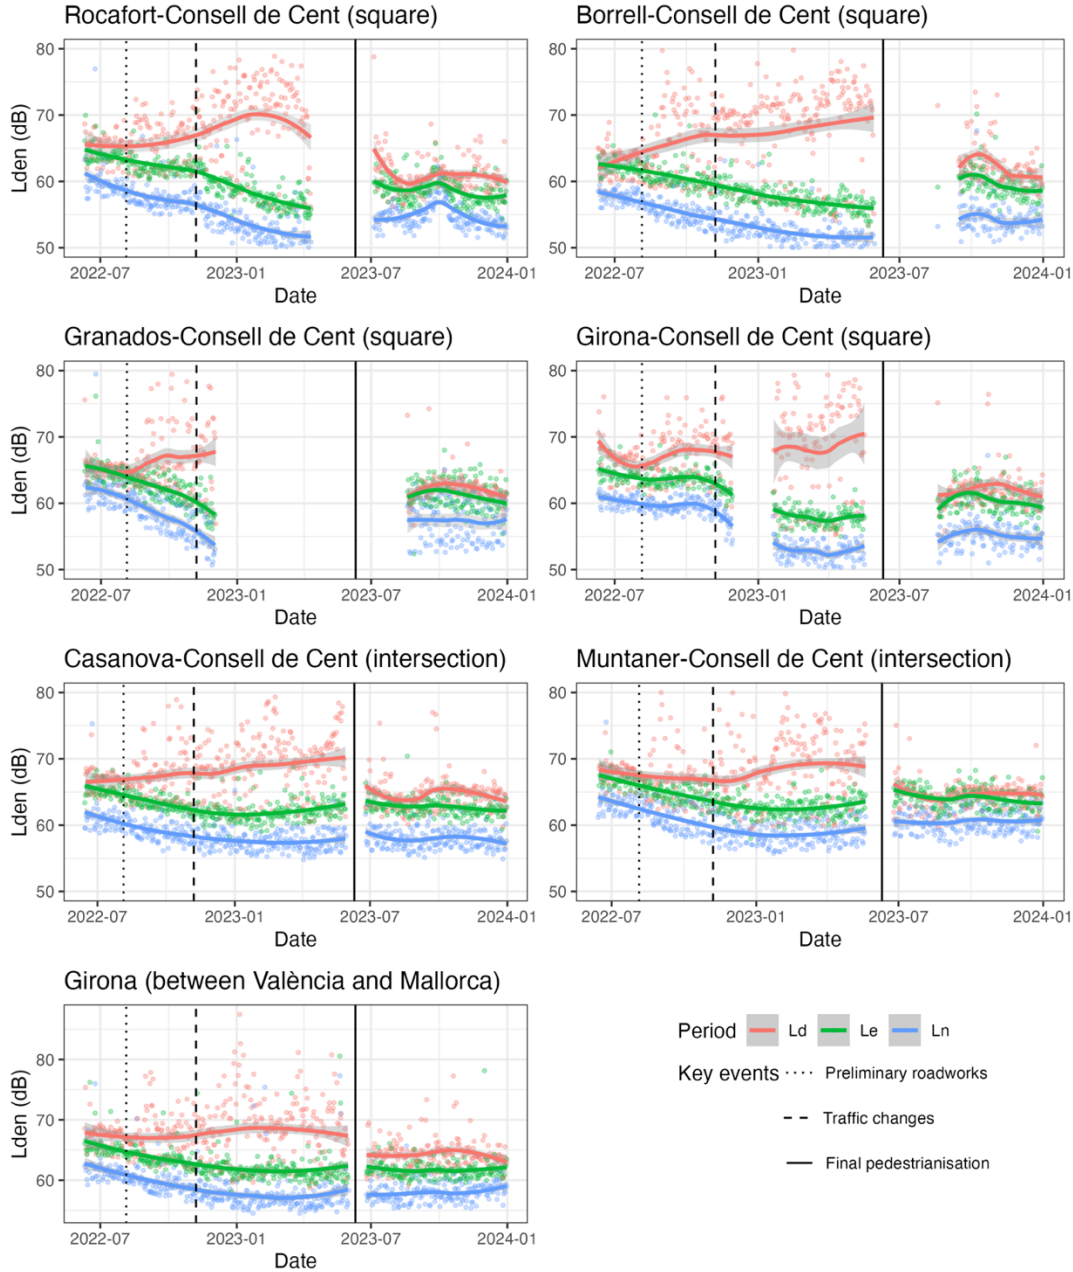 Rocafort-Consell de Cent (square)
80
70
60
50
Lden (dB)
2022-07 2023-01 2023-07 2024-01
Date
Borrell-Consell de Cent (square)
80
70
60
50
2022-07 2023-01 2023-07 2024-01
Date
Granados-Consell de Cent (square)
80
70
60
50
Lden (dB)
2022-07 2023-01 2023-07 2024-01
Date
Girona-Consell de Cent (square)
80
70
60
50
2022-07 2023-01 2023-07 2024-01
Date
Casanova-Consell de Cent (intersection)
80
70
60
50
Lden (dB)
2022-07 2023-01 2023-07 2024-01
Date
Muntaner-Consell de Cent (intersection)
80
70
60
50
2022-07 2023-01 2023-07 2024-01
Date
Girona (between València and Mallorca)
80
70
60
Lden (dB)
2022-07 2023-01 2023-07 2024-01
Date
Period Ld Le Ln
Key events Preliminary roadworks
Traffic changes
Final pedestrianisation